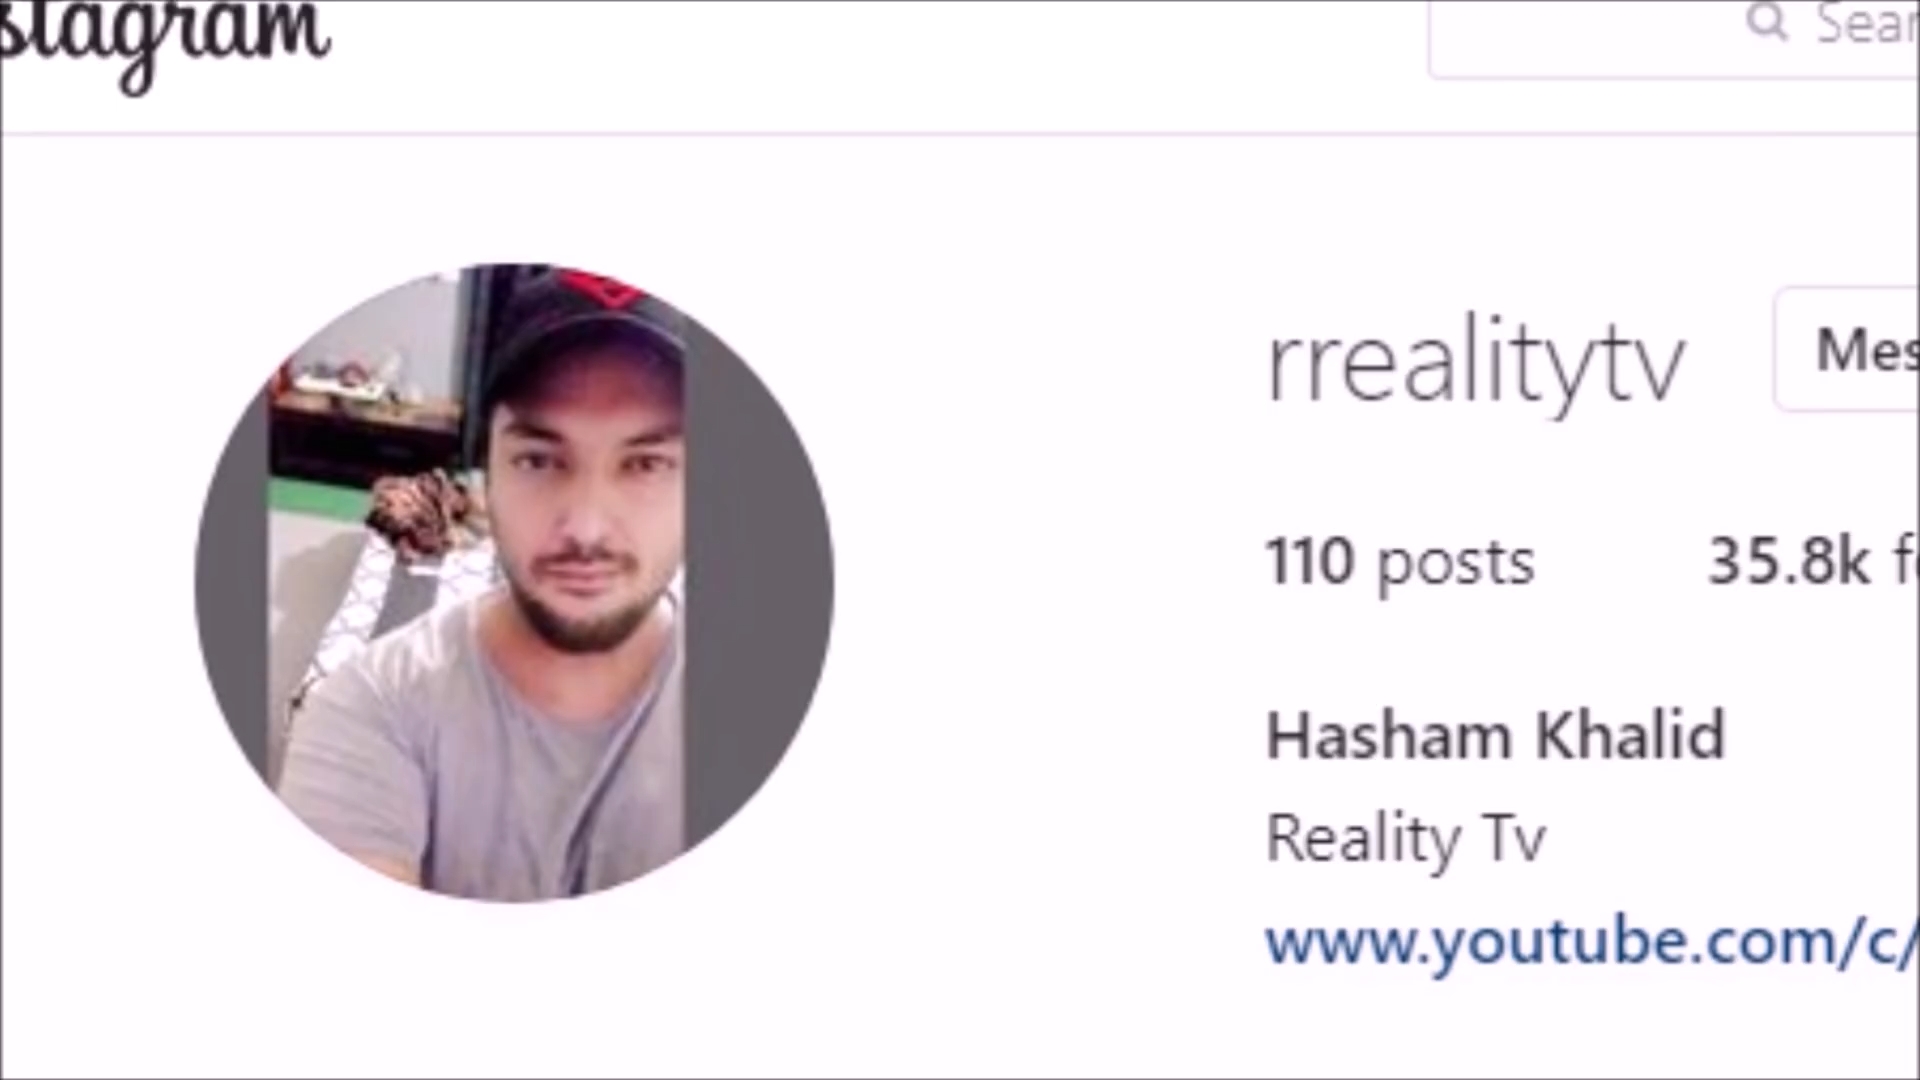 stagram
Sear
rrealitytv
Mes
110 posts
35.8k f
Hasham Khalid
Reality Tv
www.youtube.com/c/